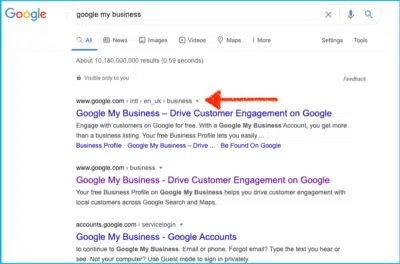 Google
google my business
All
News
Images
Videos
Maps
More
Settings
Tools
About 10,180,000,000 results (0.59 seconds)
Visible only to you
Feedback
www.google.com › intl › en_uk › business
Google My Business – Drive Customer Engagement on Google
Engage with customers on Google for free. With a Google My Business Account, you get more
than a business listing. Your free Business Profile lets you easily ...
Business Profile · Google My Business – Drive ... · Be Found On Google
www.google.com › business
Google My Business - Drive Customer Engagement on Google
Your free Business Profile on Google My Business helps you drive customer engagement with
local customers across Google Search and Maps.
accounts.google.com › servicelogin
Google My Business - Google Accounts
to continue to Google My Business. Email or phone. Forgot email? Type the text you hear or
see. Not your computer? Use Guest mode to sign in privately.